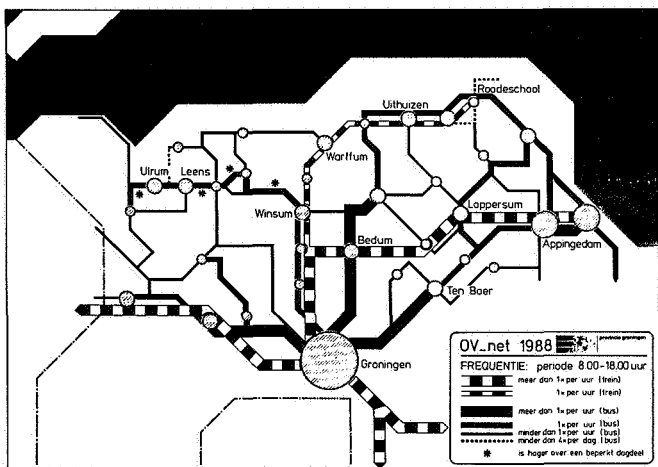 Roodeschool
Uithuizen
Warffum
Ulrum
Leens
Loppersum
Winsum
Appingedam
Bedum
Ten Boer
Groningen
OV_net 1988
provincie groningen
FREQUENTIE: periode 8.00-18.00 uur
meer dan 1x per uur (trein)
1x per uur (trein)
meer dan 1x per uur (bus)
1x per uur (bus)
minder dan 1x per uur (bus)
minder dan 4x per dag (bus)
* is hoger over een beperkt dagdeel